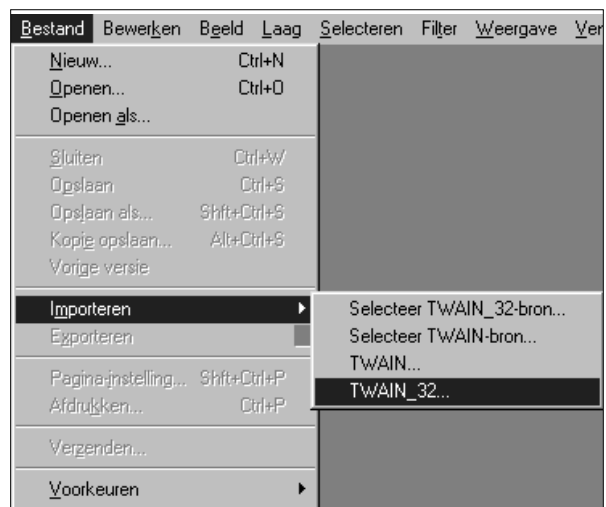 Bestand Bewerken Beeld Laag Selecteren Filter Weergave Ver
Nieuw... Ctrl+N
Openen... Ctrl+O
Openen als...
Sluiten Ctrl+W
Opslaan Ctrl+S
Opslaan als... Shft+Ctrl+S
Kopie opslaan... Alt+Ctrl+S
Vorige versie
Importeren
Exporteren
Pagina-instelling... Shft+Ctrl+P
Afdrukken... Ctrl+P
Verzenden...
Voorkeuren
Selecteer TWAIN_32-bron...
Selecteer TWAIN-bron...
TWAIN...
TWAIN_32...